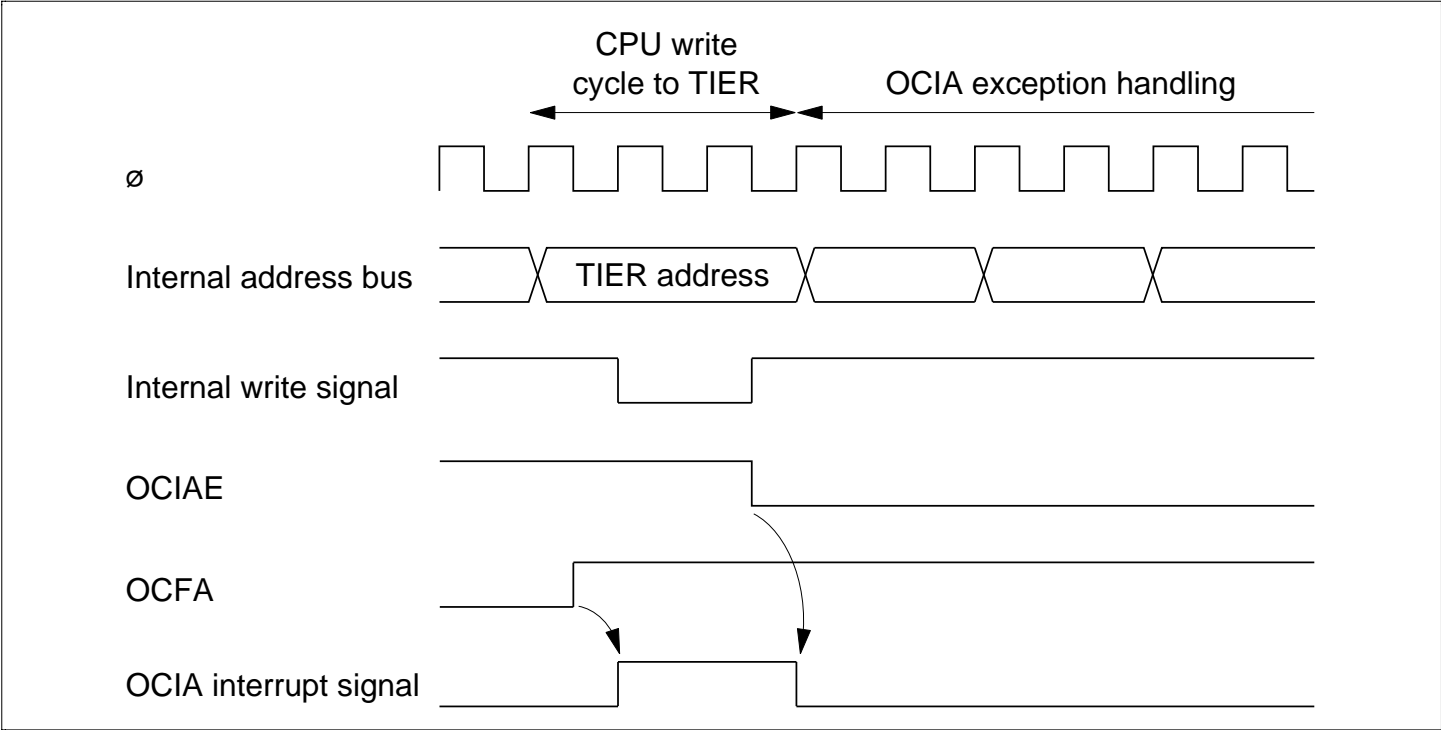 CPU write
cycle to TIER
OCIA exception handling
ø
Internal address bus
TIER address
Internal write signal
OCIAE
OCFA
OCIA interrupt signal